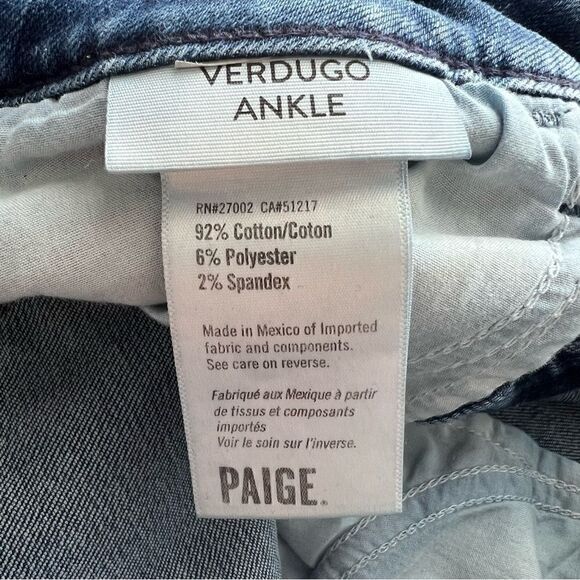 VERDUGO
ANKLE
RN#27002 CA#51217
92% Cotton/Coton
6% Polyester
2% Spandex
Made in Mexico of Imported
fabric and components.
See care on reverse.
Fabriqué aux Mexique à partir
de tissus et composants
importés
Voir le soin sur l'inverse.
PAIGE.